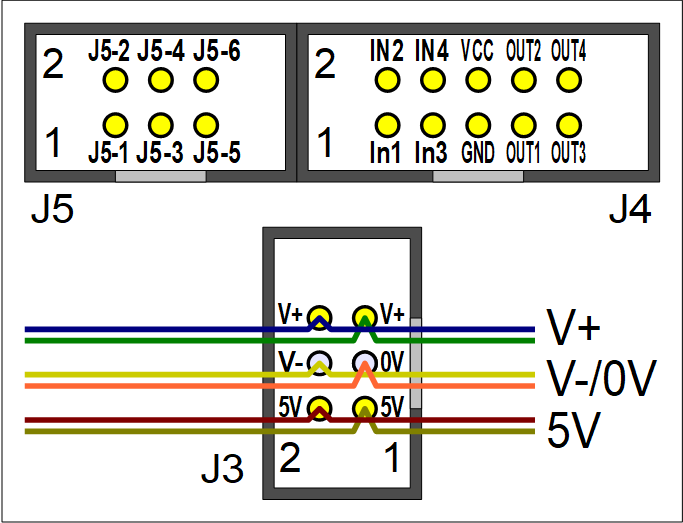 2 J5-2 J5-4 J5-6
1 J5-1 J5-3 J5-5
J5
2 IN2 IN4 VCC OUT2 OUT4
1 In1 In3 GND OUT1 OUT3
J4
V+ V+ V+
V- 0V V-/0V
5V 5V 5V
J3 2 1